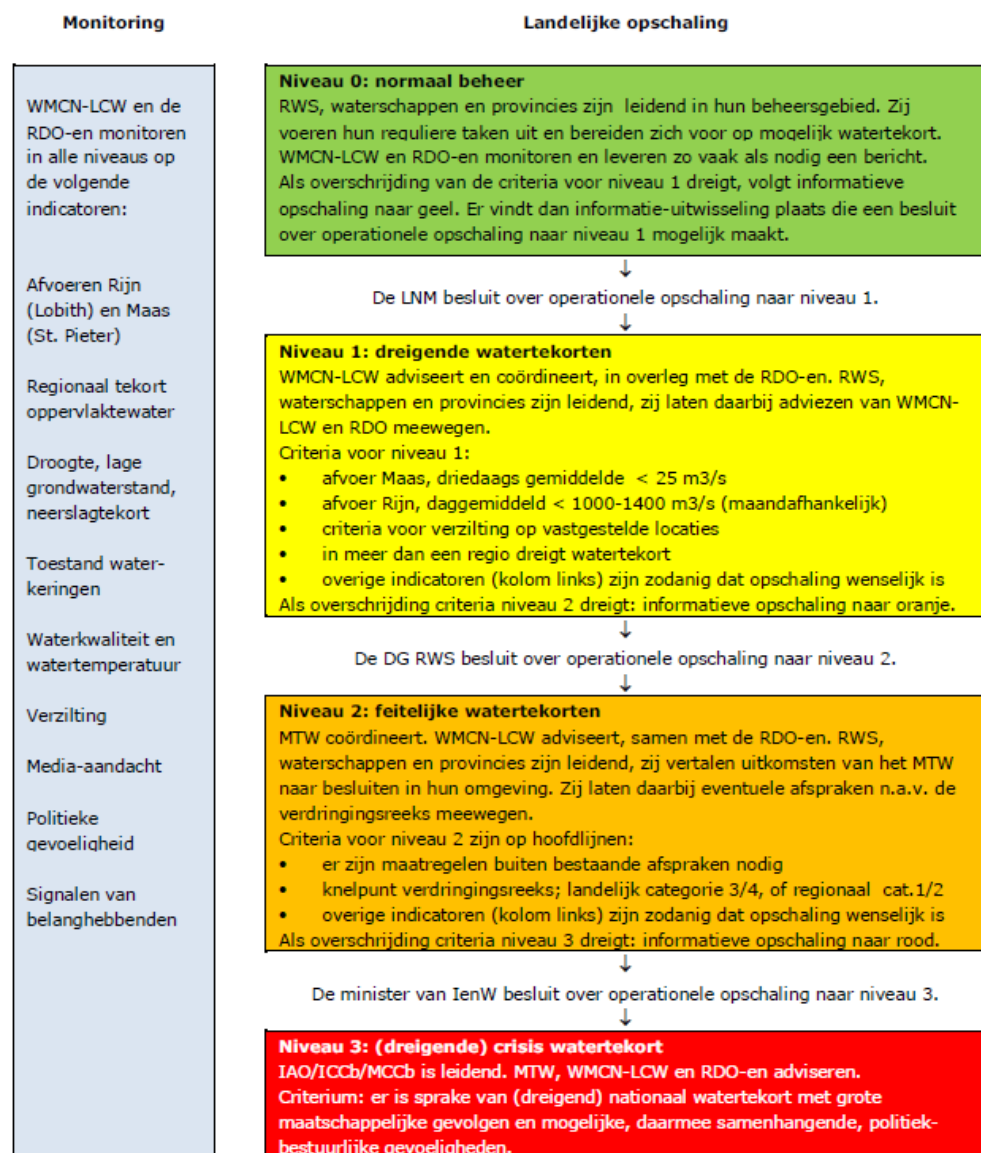 Monitoring
WMCN-LCW en de
RDO-en monitoren
in alle niveaus op
de volgende
indicatoren:
Afvoeren Rijn
(Lobith) en Maas
(St. Pieter)
Regionaal tekort
oppervlaktewater
Droogte, lage
grondwaterstand,
neerslagtekort
Toestand water-
keringen
Waterkwaliteit en
watertemperatuur
Verzilting
Media-aandacht
Politieke
gevoeligheid
Signalen van
belanghebbenden
Landelijke opschaling
Niveau 0: normaal beheer
RWS, waterschappen en provincies zijn leidend in hun beheersgebied. Zij
voeren hun reguliere taken uit en bereiden zich voor op mogelijk watertekort.
WMCN-LCW en RDO-en monitoren en leveren zo vaak als nodig een bericht.
Als overschrijding van de criteria voor niveau 1 dreigt, volgt informatieve
opschaling naar geel. Er vindt dan informatie-uitwisseling plaats die een besluit
over operationele opschaling naar niveau 1 mogelijk maakt.
↓
De LNM besluit over operationele opschaling naar niveau 1.
↓
Niveau 1: dreigende watertekorten
WMCN-LCW adviseert en coördineert, in overleg met de RDO-en. RWS,
waterschappen en provincies zijn leidend, zij laten daarbij adviezen van WMCN-
LCW en RDO meewegen.
Criteria voor niveau 1:
• afvoer Maas, driedaags gemiddelde < 25 m3/s
• afvoer Rijn, daggemiddeld < 1000-1400 m3/s (maandafhankelijk)
• criteria voor verzilting op vastgestelde locaties
• in meer dan een regio dreigt watertekort
• overige indicatoren (kolom links) zijn zodanig dat opschaling wenselijk is
Als overschrijding criteria niveau 2 dreigt: informatieve opschaling naar oranje.
↓
De DG RWS besluit over operationele opschaling naar niveau 2.
↓
Niveau 2: feitelijke watertekorten
MTW coördineert. WMCN-LCW adviseert, samen met de RDO-en. RWS,
waterschappen en provincies zijn leidend, zij vertalen uitkomsten van het MTW
naar besluiten in hun omgeving. Zij laten daarbij eventuele afspraken n.a.v. de
verdringingsreeks meewegen.
Criteria voor niveau 2 zijn op hoofdlijnen:
• er zijn maatregelen buiten bestaande afspraken nodig
• knelpunt verdringingsreeks; landelijk categorie 3/4, of regionaal cat.1/2
• overige indicatoren (kolom links) zijn zodanig dat opschaling wenselijk is
Als overschrijding criteria niveau 3 dreigt: informatieve opschaling naar rood.
↓
De minister van IenW besluit over operationele opschaling naar niveau 3.
↓
Niveau 3: (dreigende) crisis watertekort
IAO/ICCb/MCCb is leidend. MTW, WMCN-LCW en RDO-en adviseren.
Criterium: er is sprake van (dreigend) nationaal watertekort met grote
maatschappelijke gevolgen en mogelijke, daarmee samenhangende, politiek-
bestuurlijke gevoeligheden.